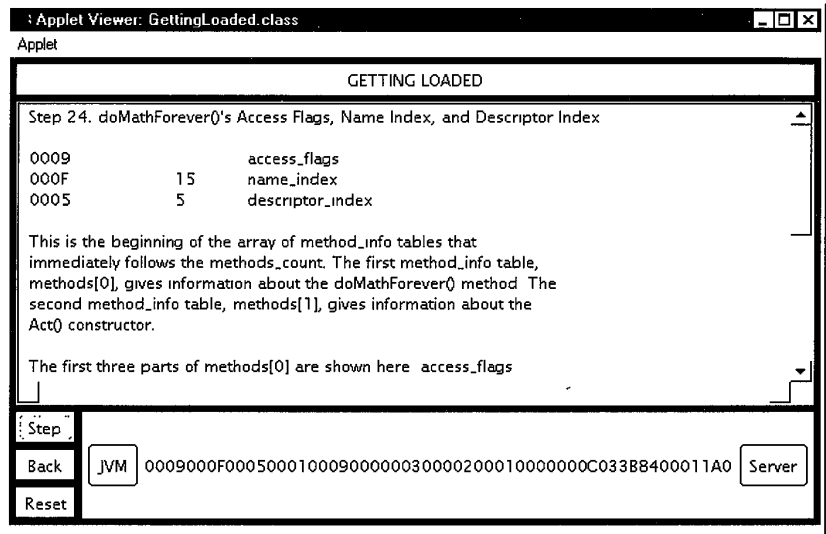 Applet Viewer: GettingLoaded.class
Applet
GETTING LOADED
Step 24. doMathForever()'s Access Flags, Name Index, and Descriptor Index
0009 access_flags
000F 15 name_index
0005 5 descriptor_index
This is the beginning of the array of method_info tables that
immediately follows the methods_count. The first method_info table,
methods[0], gives information about the doMathForever() method The
second method_info table, methods[1], gives information about the
Act() constructor.
The first three parts of methods[0] are shown here access_flags
Step
Back
Reset
JVM 0009000F00050001000900000030000200010000000C033B8400011A0 Server